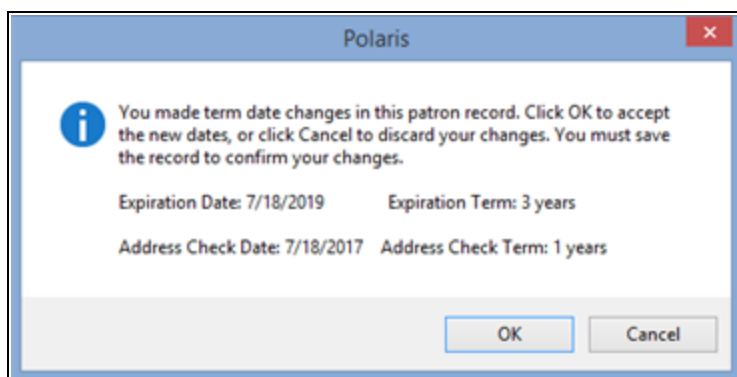 Polaris
You made term date changes in this patron record. Click OK to accept
the new dates, or click Cancel to discard your changes. You must save
the record to confirm your changes.
Expiration Date: 7/18/2019 Expiration Term: 3 years
Address Check Date: 7/18/2017 Address Check Term: 1 years
OK Cancel